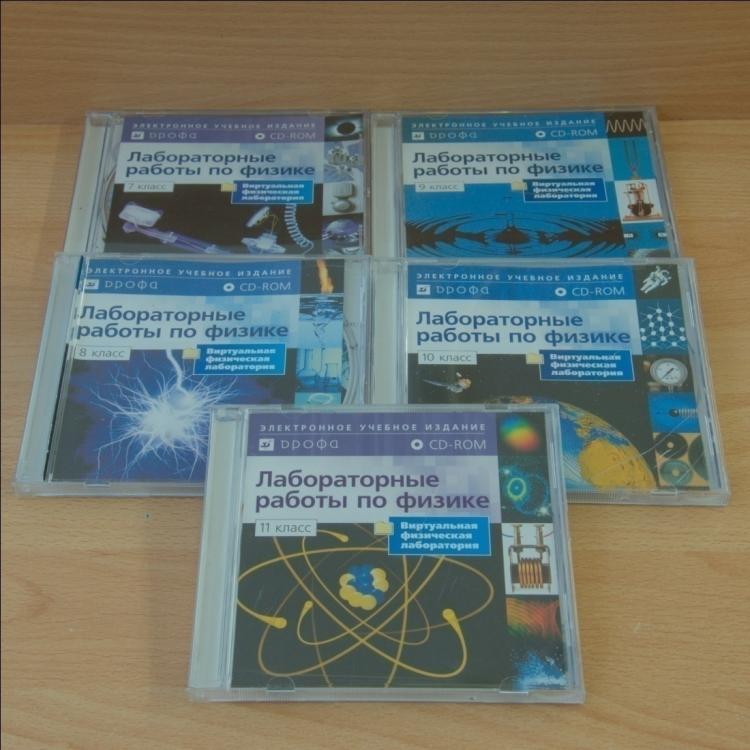 ЭЛЕКТРОННОЕ УЧЕБНОЕ ИЗДАНИЕ
дрофа CD-ROM
Лабораторные
работы по физике
7 класс
Виртуальная
физическая
лаборатория
ЭЛЕКТРОННОЕ УЧЕБНОЕ ИЗДАНИЕ
дрофа CD-ROM
Лабораторные
работы по физике
9 класс
Виртуальная
физическая
лаборатория
ЭЛЕКТРОННОЕ УЧЕБНОЕ ИЗДАНИЕ
дрофа CD-ROM
Лабораторные
работы по физике
8 класс
Виртуальная
физическая
лаборатория
ЭЛЕКТРОННОЕ УЧЕБНОЕ ИЗДАНИЕ
дрофа CD-ROM
Лабораторные
работы по физике
10 класс
Виртуальная
физическая
лаборатория
ЭЛЕКТРОННОЕ УЧЕБНОЕ ИЗДАНИЕ
дрофа CD-ROM
Лабораторные
работы по физике
11 класс
Виртуальная
физическая
лаборатория